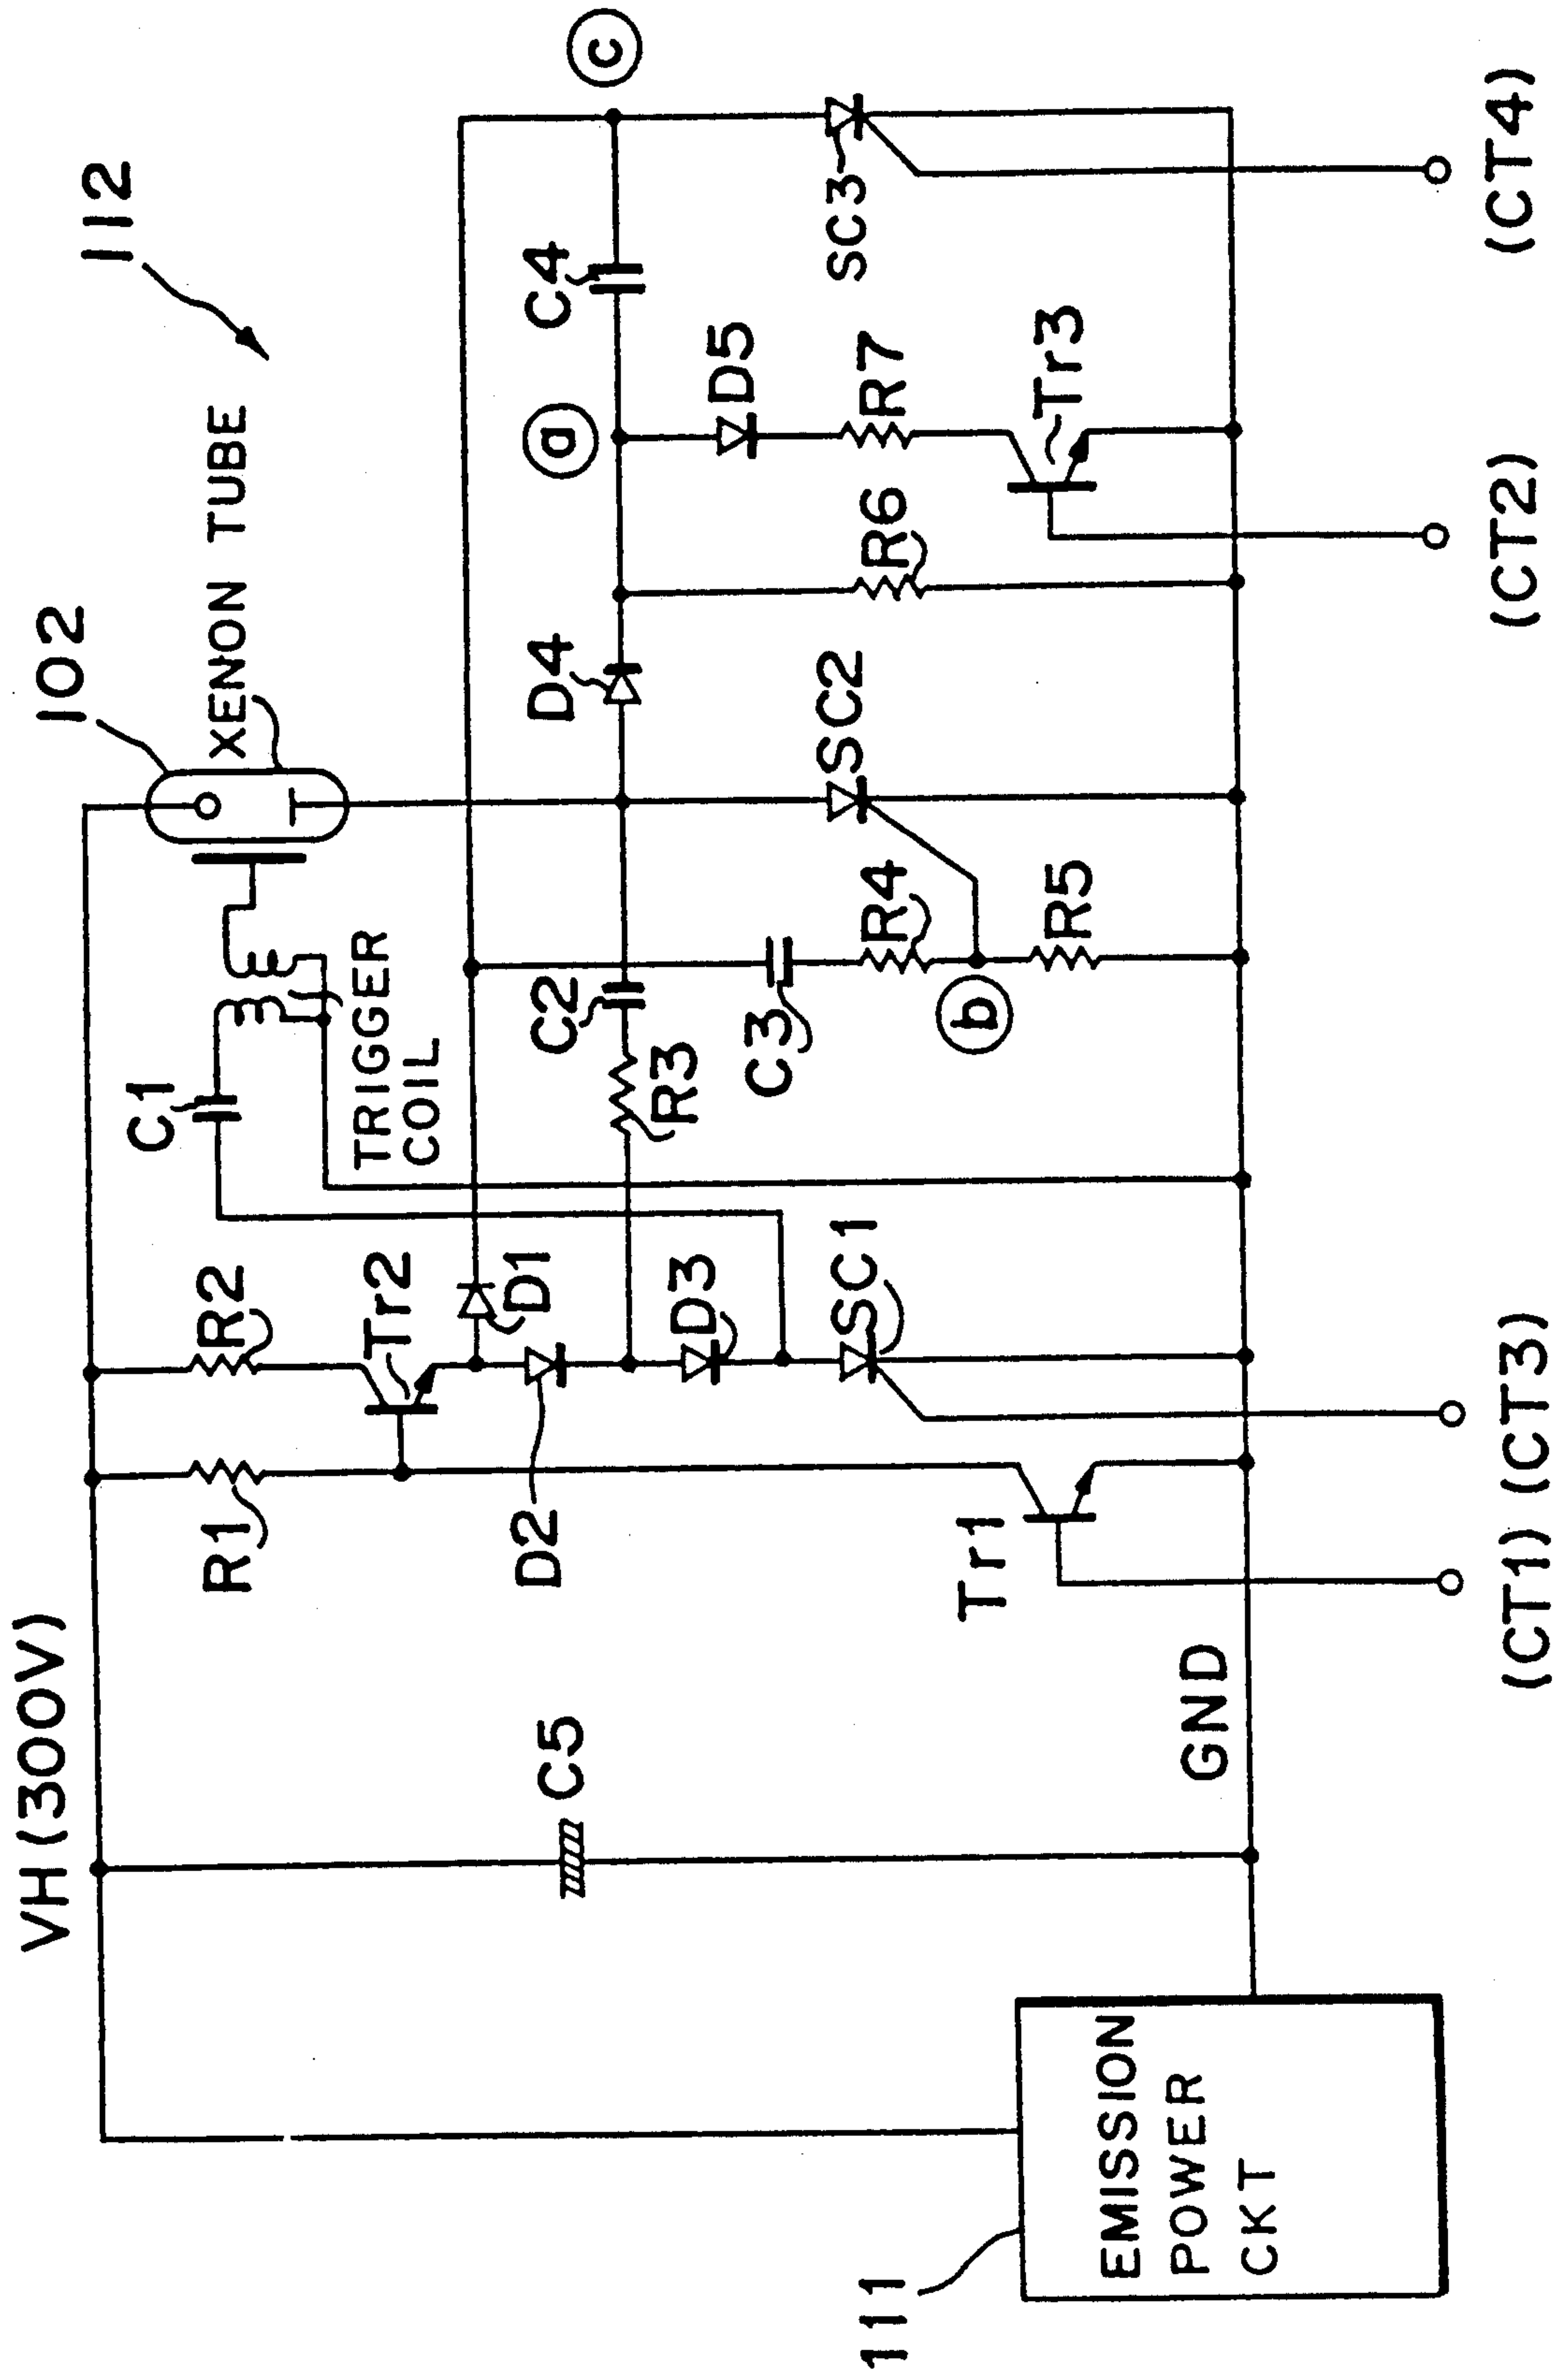 112
102
XENON TUBE
VH(300V)
R1
R2
Tr2
C1
TRIGGER
COIL
D1
D2
D3
R3
C2
C3
R4
R5
b
D4
a
C4
c
D5
R6
R7
Tr3
SC1
SC2
SC3
Tr1
C5
GND
111
EMISSION
POWER
CKT
(CT1)
(CT3)
(CT2)
(CT4)